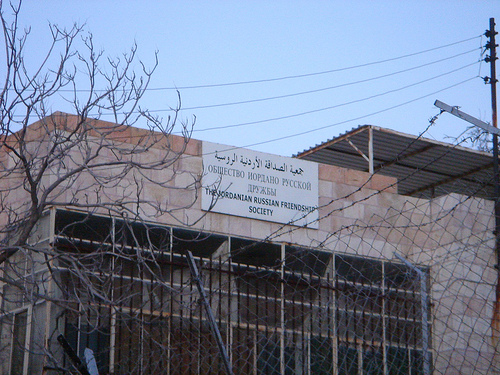 جمعية الصداقة الأردنية الروسية
ОБЩЕСТВО ИОРДАНО РУССКОЙ
ДРУЖБЫ
THE JORDANIAN RUSSIAN FRIENDSHIP
SOCIETY